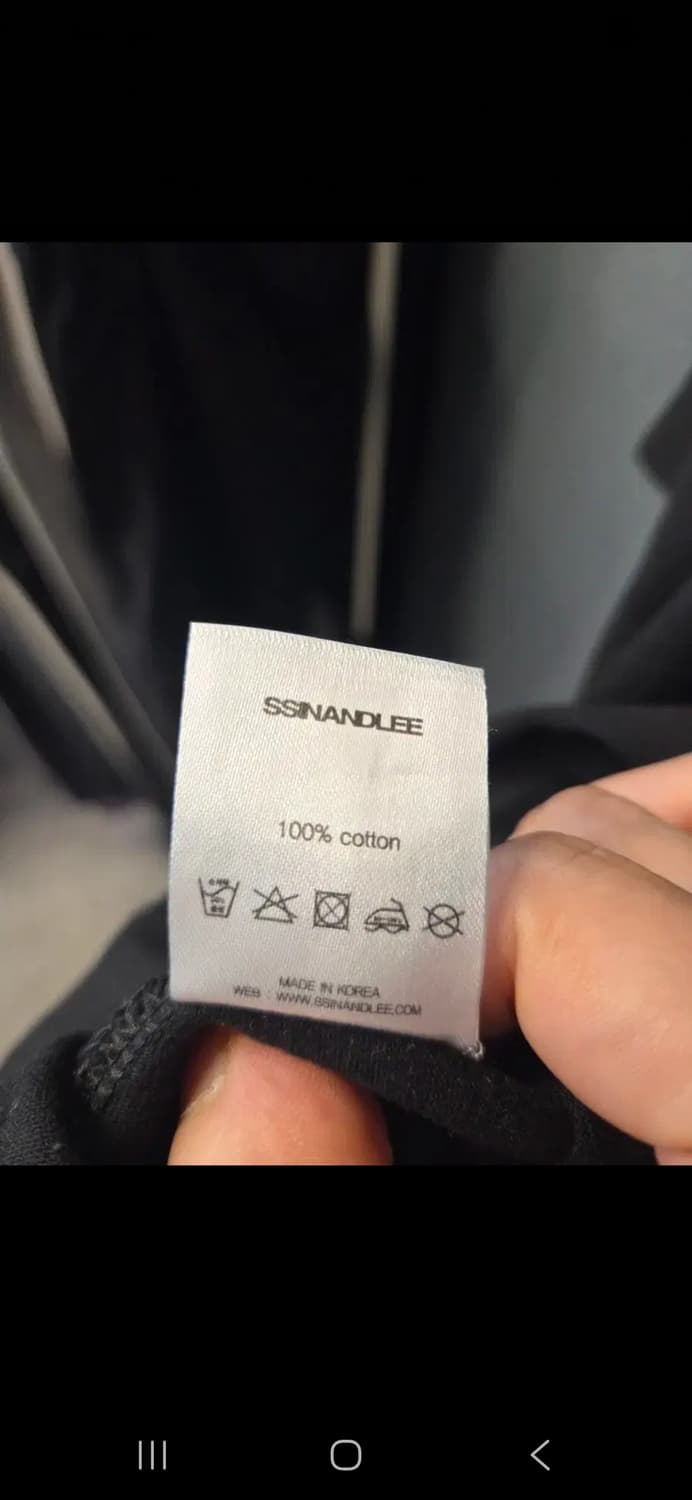 SSINANDLEE
100% cotton
MADE IN KOREA
WEB : WWW.SSINANDLEE.COM